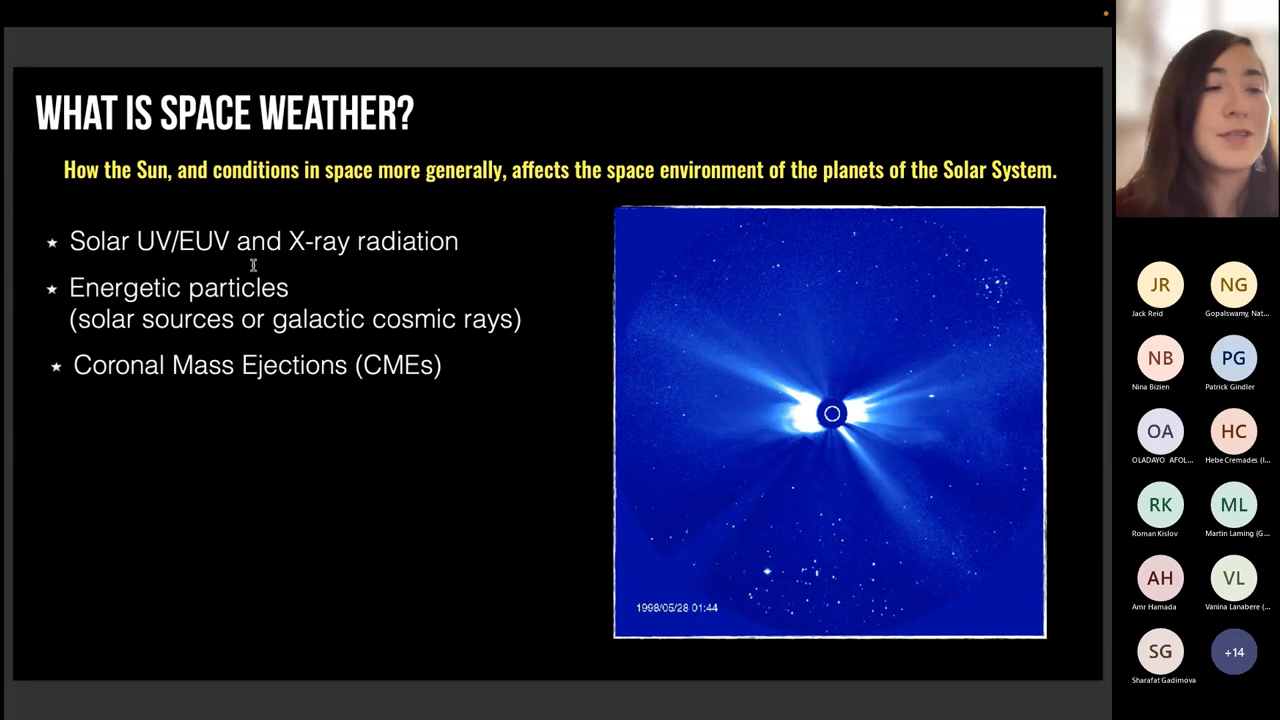 WHAT IS SPACE WEATHER?
How the Sun, and conditions in space more generally, affects the space environment of the planets of the Solar System.
Solar UV/EUV and X-ray radiation
Energetic particles
(solar sources or galactic cosmic rays)
Coronal Mass Ejections (CMEs)
1998/05/28 01:44
JR
Jack Reid
NG
Gopalswamy, Nat...
NB
Nina Bizien
PG
Patrick Gindler
OA
OLADAYO AFOL...
HC
Hebe Cremades (I...
RK
Roman Kislov
ML
Martin Laming (G...
AH
Amr Hamada
VL
Vanina Lanabere (...
SG
Sharafat Gadimova
+14